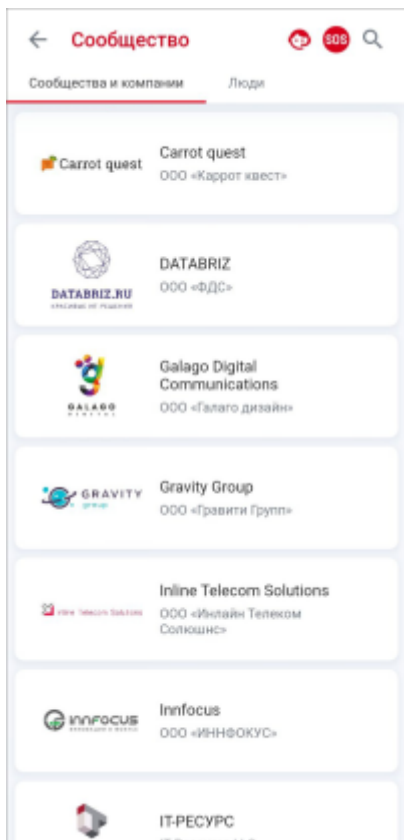 Сообщество
SOS
Сообщества и компании
Люди
Carrot quest
Carrot quest
ООО «Каррот квест»
DATABRIZ.RU
DATABRIZ
ООО «ФДС»
GALAGO
DIGITAL
Galago Digital
Communications
ООО «Галаго дизайн»
GRAVITY
group
Gravity Group
ООО «Гравити Групп»
Inline Telecom Solutions
Inline Telecom Solutions
ООО «Инлайн Телеком
Солюшнс»
INNFOCUS
Innfocus
ООО «ИННФОКУС»
IT-РЕСУРС